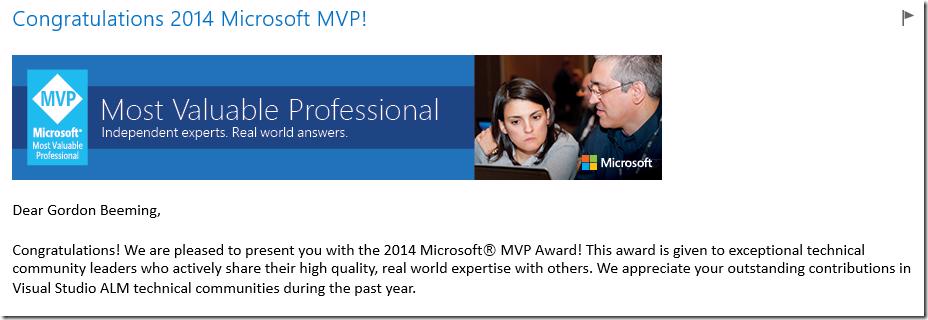 Congratulations 2014 Microsoft MVP!
MVP
Microsoft®
Most Valuable
Professional
Most Valuable Professional
Independent experts. Real world answers.
Microsoft
Dear Gordon Beeming,
Congratulations! We are pleased to present you with the 2014 Microsoft® MVP Award! This award is given to exceptional technical
community leaders who actively share their high quality, real world expertise with others. We appreciate your outstanding contributions in
Visual Studio ALM technical communities during the past year.